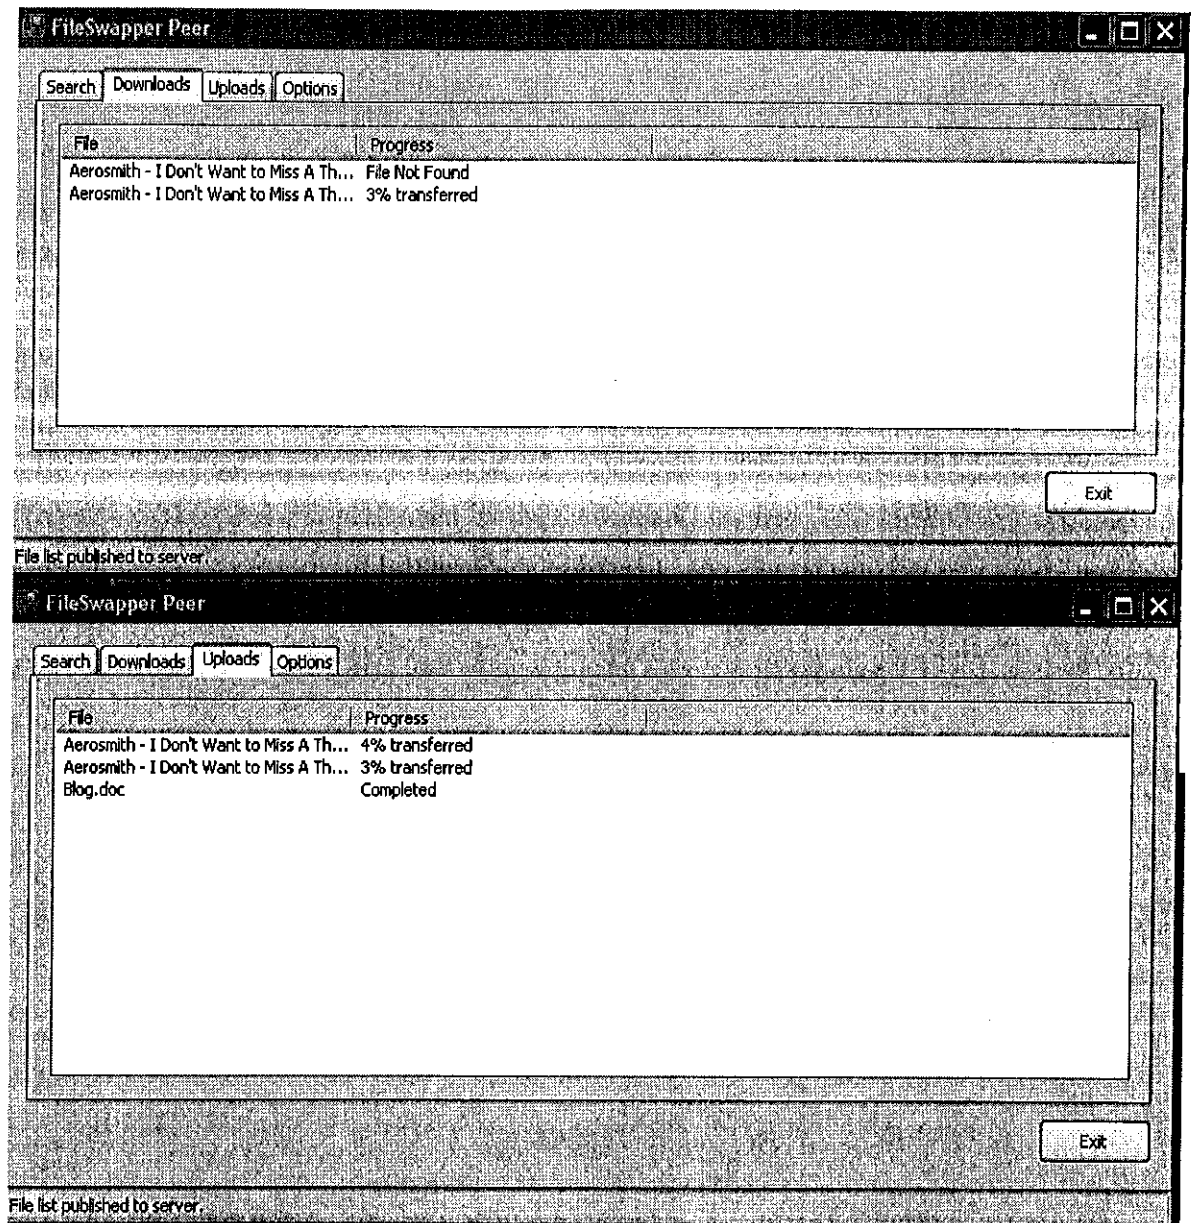 FileSwapper Peer
Search Downloads Uploads Options
File Progress
Aerosmith - I Don't Want to Miss A Th... File Not Found
Aerosmith - I Don't Want to Miss A Th... 3% transferred
Exit
File list published to server.
FileSwapper Peer
Search Downloads Uploads Options
File Progress
Aerosmith - I Don't Want to Miss A Th... 4% transferred
Aerosmith - I Don't Want to Miss A Th... 3% transferred
Blog.doc Completed
Exit
File list published to server.